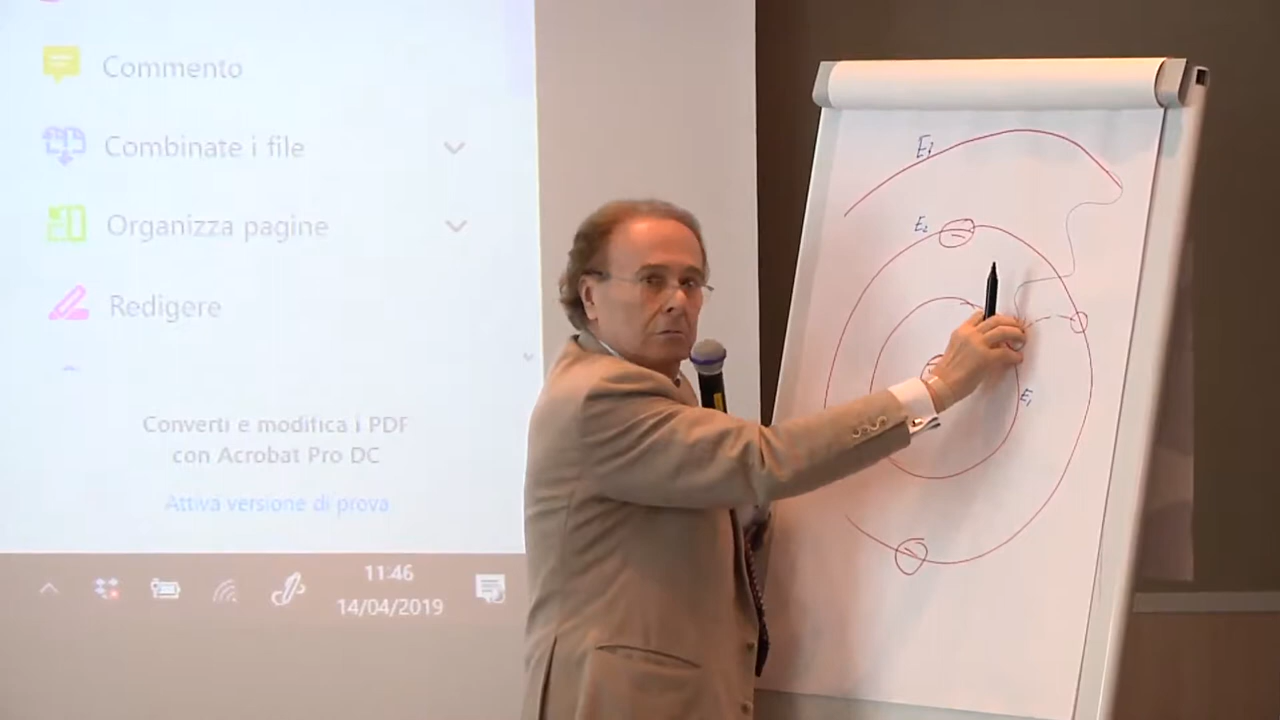 Commento
Combinate i file
Organizza pagine
Redigere
Converti e modifica i PDF
con Acrobat Pro DC
Attiva versione di prova
11:46
14/04/2019
E3
E2
E1